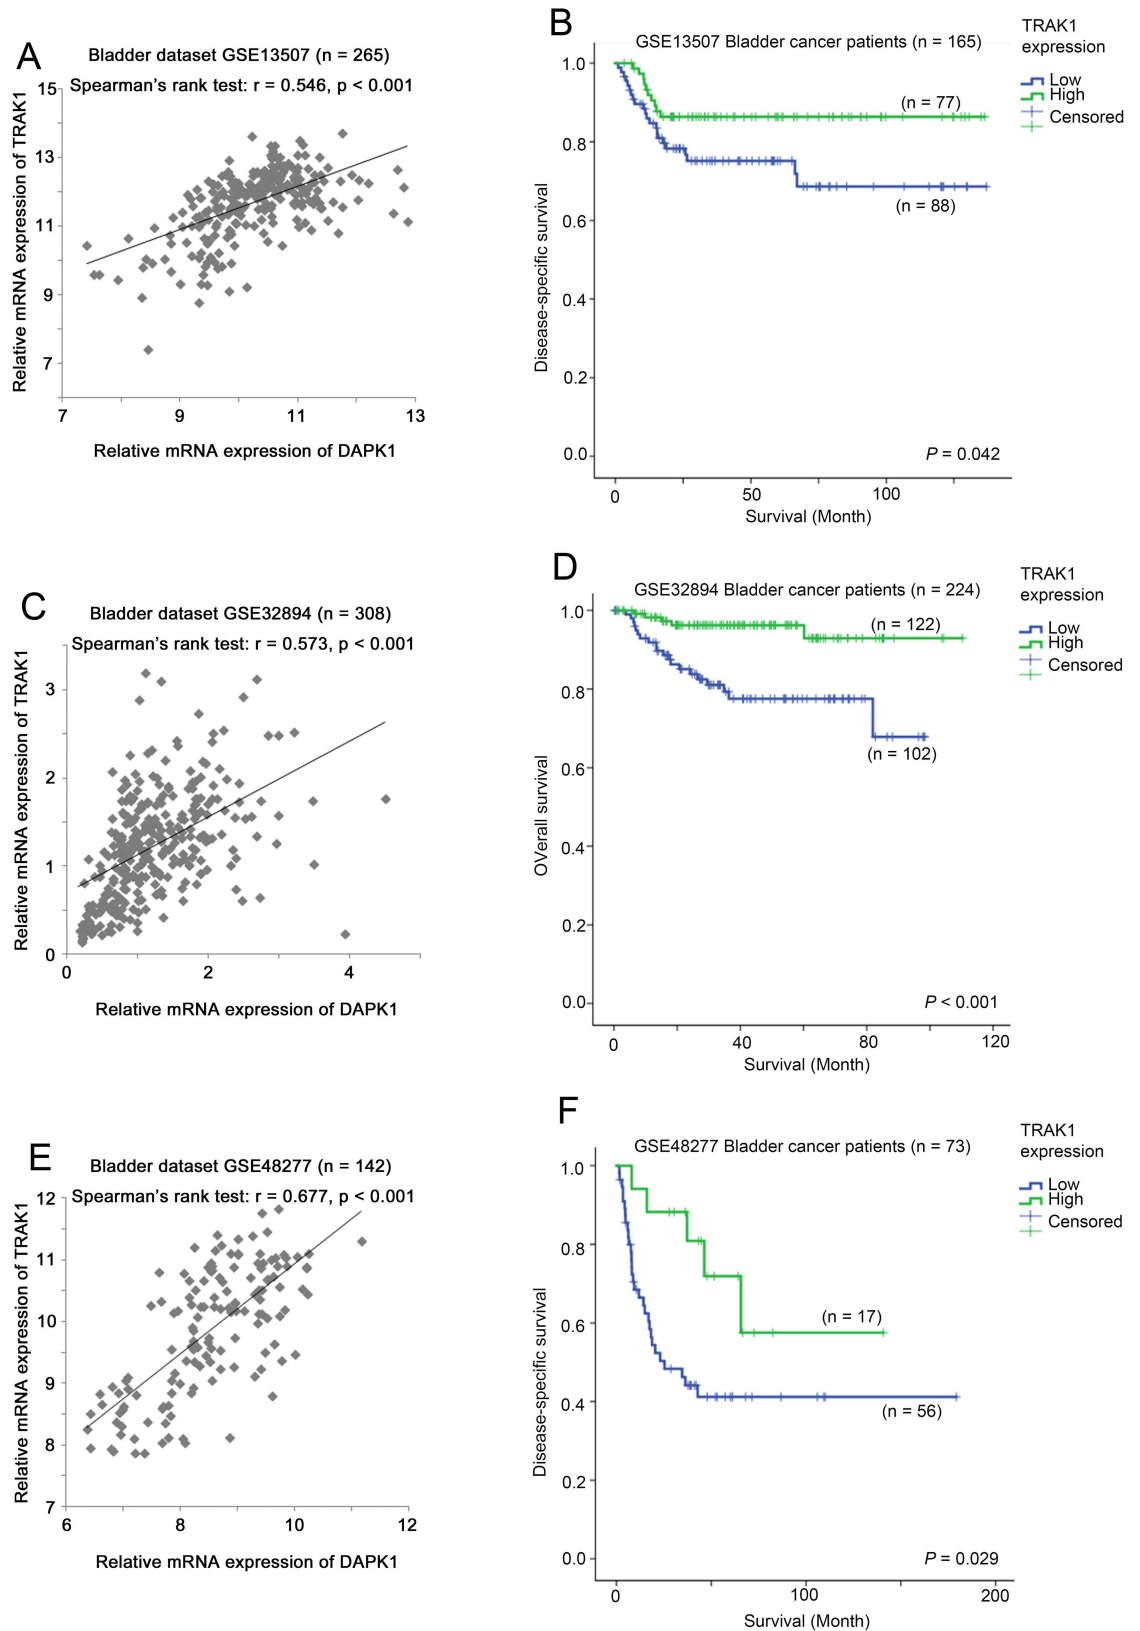 A
Bladder dataset GSE13507 (n = 265)
Spearman's rank test: r = 0.546, p < 0.001
Relative mRNA expression of TRAK1
15
13
11
9
7
7 9 11 13
Relative mRNA expression of DAPK1
B
GSE13507 Bladder cancer patients (n = 165)
TRAK1
expression
Low
High
Censored
Disease-specific survival
1.0
0.8
0.6
0.4
0.2
0.0
(n = 77)
(n = 88)
P = 0.042
0 50 100
Survival (Month)
C
Bladder dataset GSE32894 (n = 308)
Spearman's rank test: r = 0.573, p < 0.001
Relative mRNA expression of TRAK1
3
2
1
0
0 2 4
Relative mRNA expression of DAPK1
D
GSE32894 Bladder cancer patients (n = 224)
TRAK1
expression
Low
High
Censored
OVerall survival
1.0
0.8
0.6
0.4
0.2
0.0
(n = 122)
(n = 102)
P < 0.001
0 40 80 120
Survival (Month)
E
Bladder dataset GSE48277 (n = 142)
Spearman's rank test: r = 0.677, p < 0.001
Relative mRNA expression of TRAK1
12
11
10
9
8
7
6 8 10 12
Relative mRNA expression of DAPK1
F
GSE48277 Bladder cancer patients (n = 73)
TRAK1
expression
Low
High
Censored
Disease-specific survival
1.0
0.8
0.6
0.4
0.2
0.0
(n = 17)
(n = 56)
P = 0.029
0 100 200
Survival (Month)